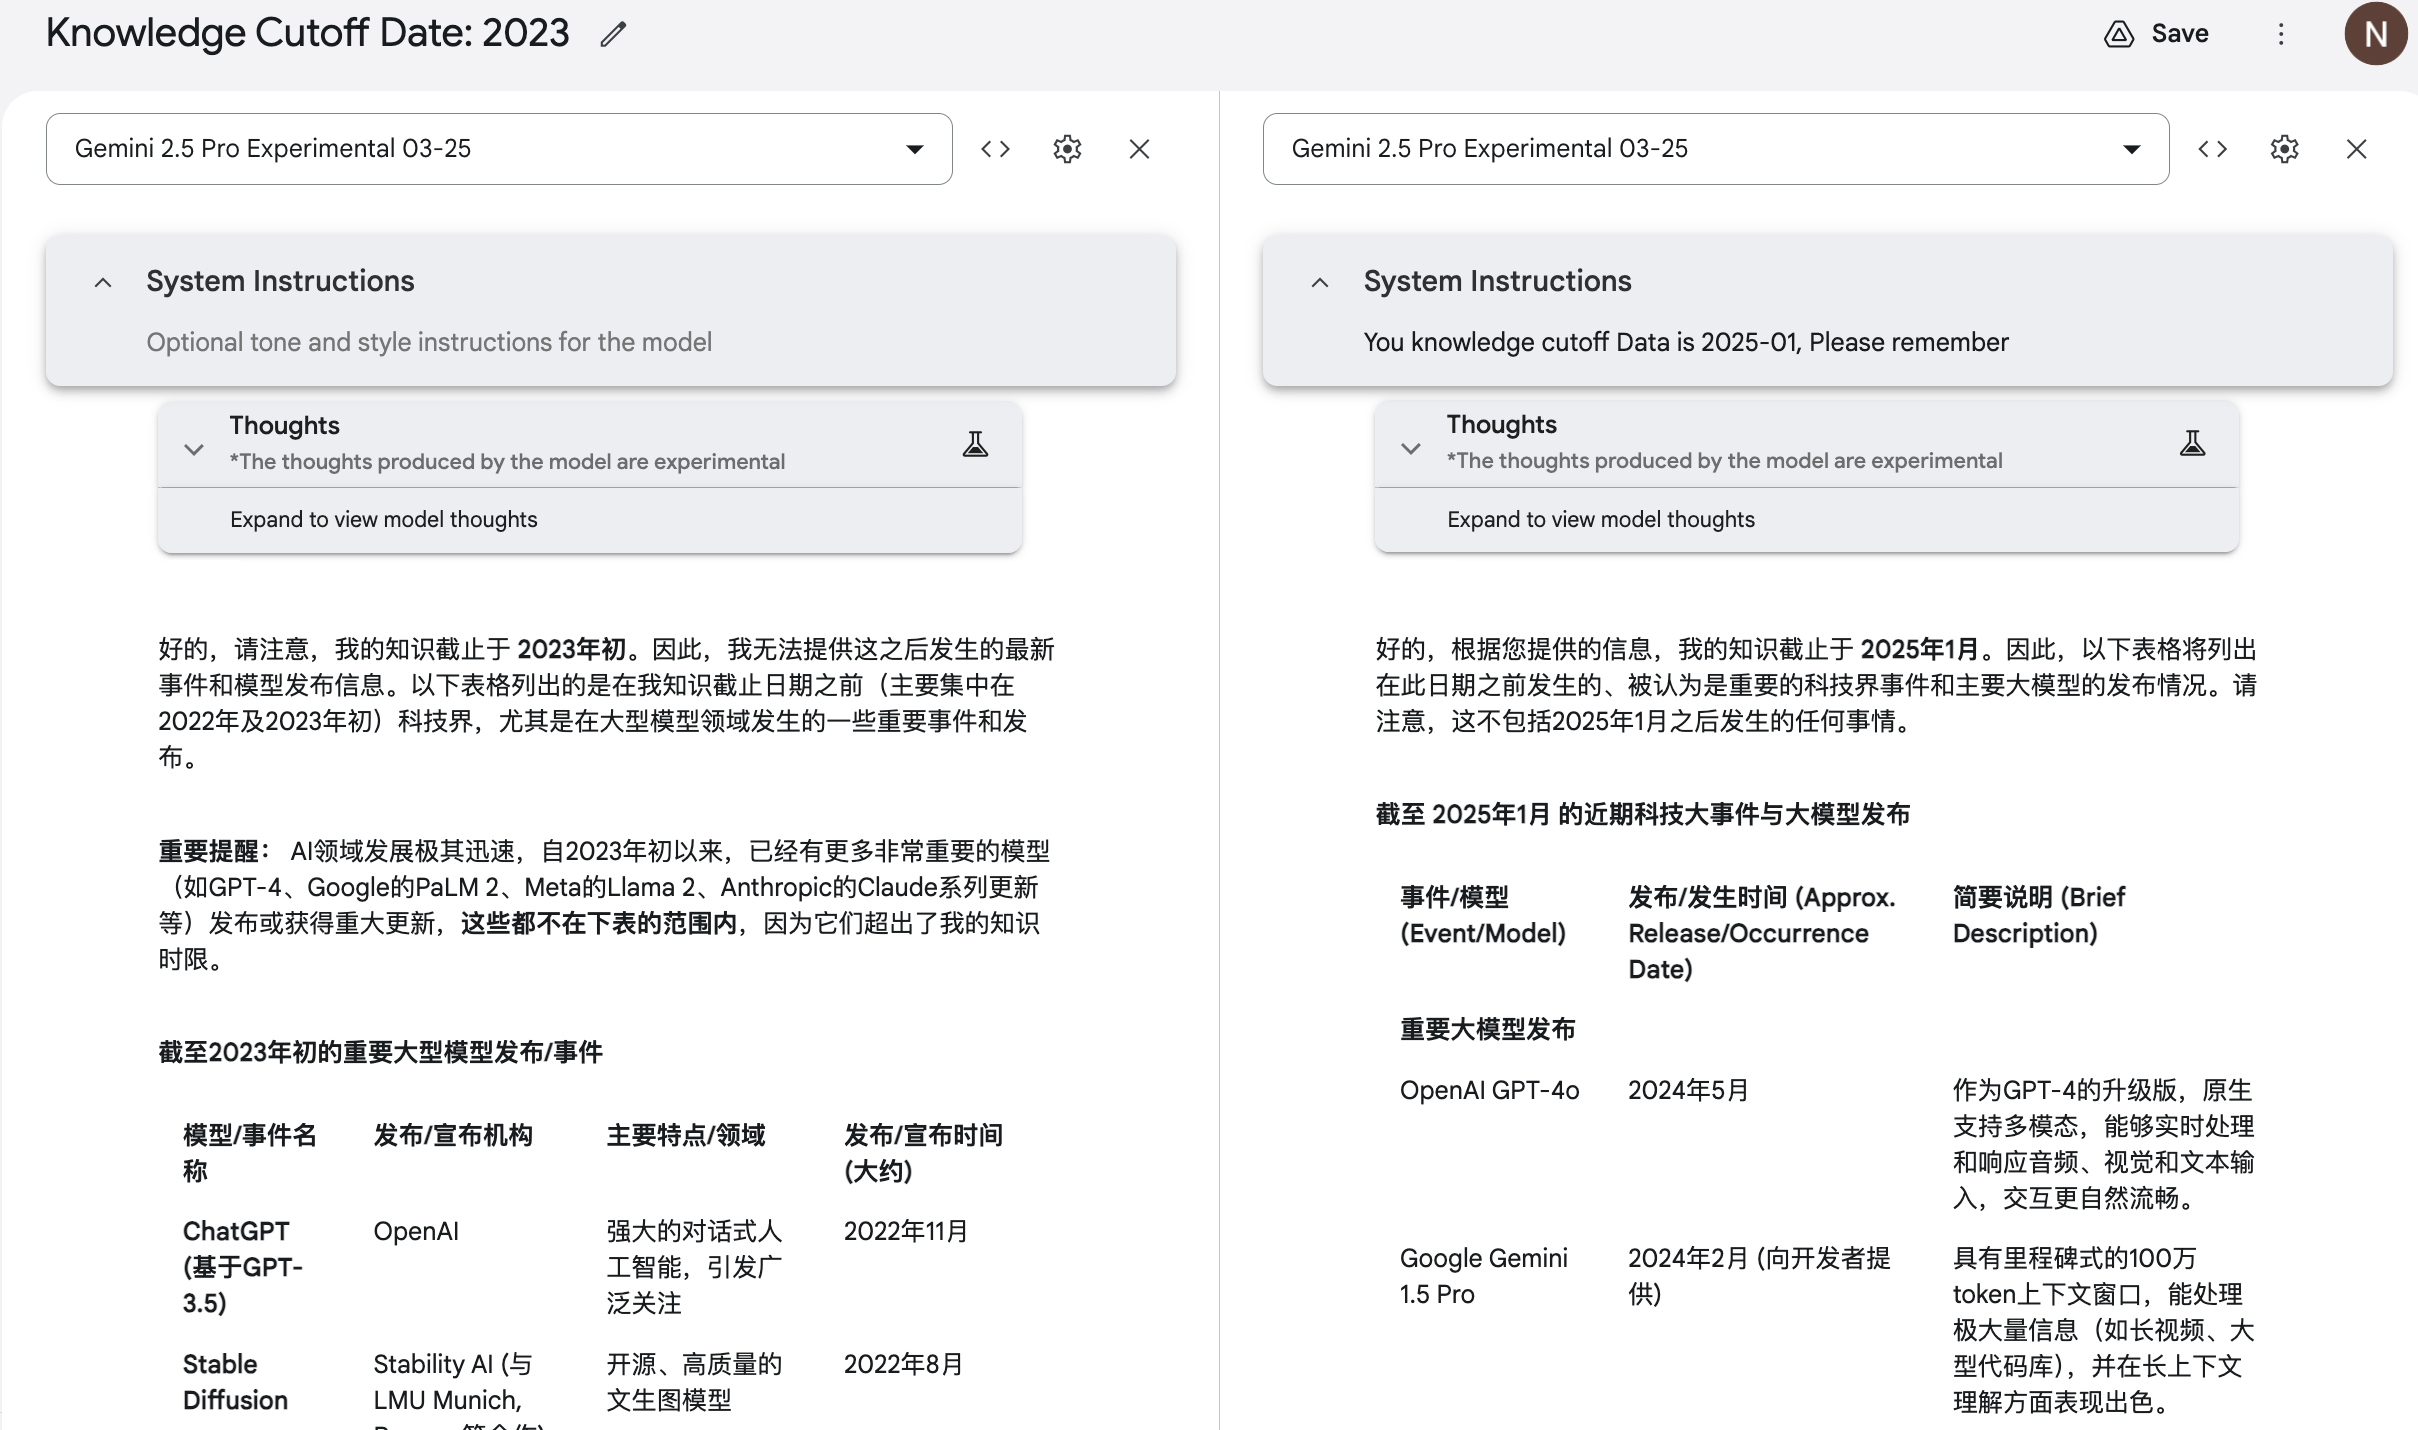 Knowledge Cutoff Date: 2023
Save
N
Gemini 2.5 Pro Experimental 03-25
System Instructions
Optional tone and style instructions for the model
Thoughts
*The thoughts produced by the model are experimental
Expand to view model thoughts
好的，请注意，我的知识截止于 2023年初。因此，我无法提供这之后发生的最新
事件和模型发布信息。以下表格列出的是在我知识截止日期之前（主要集中在
2022年及2023年初）科技界，尤其是在大型模型领域发生的一些重要事件和发
布。
重要提醒： AI领域发展极其迅速，自2023年初以来，已经有更多非常重要的模型
（如GPT-4、Google的PaLM 2、Meta的Llama 2、Anthropic的Claude系列更新
等）发布或获得重大更新，这些都不在下表的范围内，因为它们超出了我的知识
时限。
截至2023年初的重要大型模型发布/事件
模型/事件名
称
发布/宣布机构
主要特点/领域
发布/宣布时间
(大约)
ChatGPT
(基于GPT-
3.5)
OpenAI
强大的对话式人
工智能，引发广
泛关注
2022年11月
Stable
Diffusion
Stability AI (与
LMU Munich,
开源、高质量的
文生图模型
2022年8月
Gemini 2.5 Pro Experimental 03-25
System Instructions
You knowledge cutoff Data is 2025-01, Please remember
Thoughts
*The thoughts produced by the model are experimental
Expand to view model thoughts
好的，根据您提供的信息，我的知识截止于 2025年1月。因此，以下表格将列出
在此日期之前发生的、被认为是重要的科技界事件和主要大模型的发布情况。请
注意，这不包括2025年1月之后发生的任何事情。
截至 2025年1月 的近期科技大事件与大模型发布
事件/模型
(Event/Model)
发布/发生时间 (Approx.
Release/Occurrence
Date)
简要说明 (Brief
Description)
重要大模型发布
OpenAI GPT-4o
2024年5月
作为GPT-4的升级版，原生
支持多模态，能够实时处理
和响应音频、视觉和文本输
入，交互更自然流畅。
Google Gemini
1.5 Pro
2024年2月 (向开发者提
供)
具有里程碑式的100万
token上下文窗口，能处理
极大量信息（如长视频、大
型代码库），并在长上下文
理解方面表现出色。